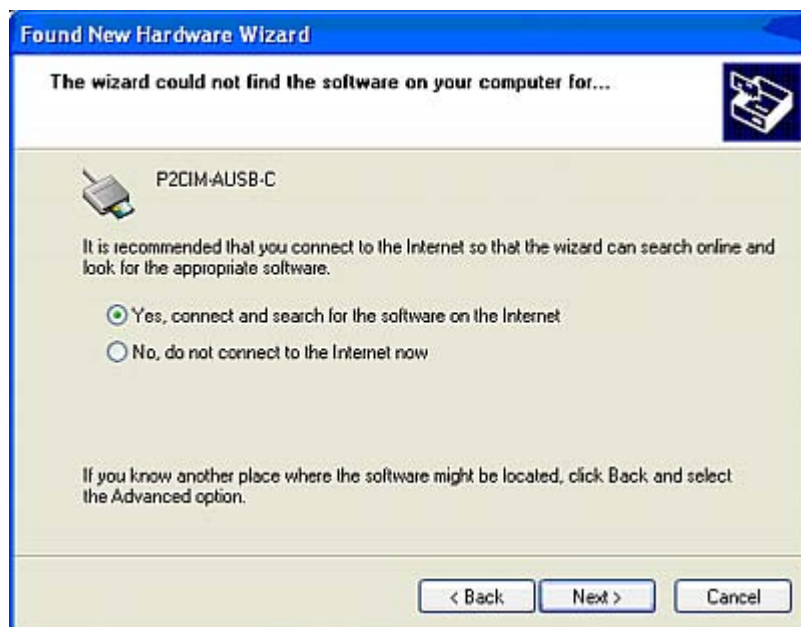 Found New Hardware Wizard
The wizard could not find the software on your computer for...
P2CIM-AUSB-C
It is recommended that you connect to the Internet so that the wizard can search online and
look for the appropriate software.
Yes, connect and search for the software on the Internet
No, do not connect to the Internet now
If you know another place where the software might be located, click Back and select
the Advanced option.
< Back
Next >
Cancel